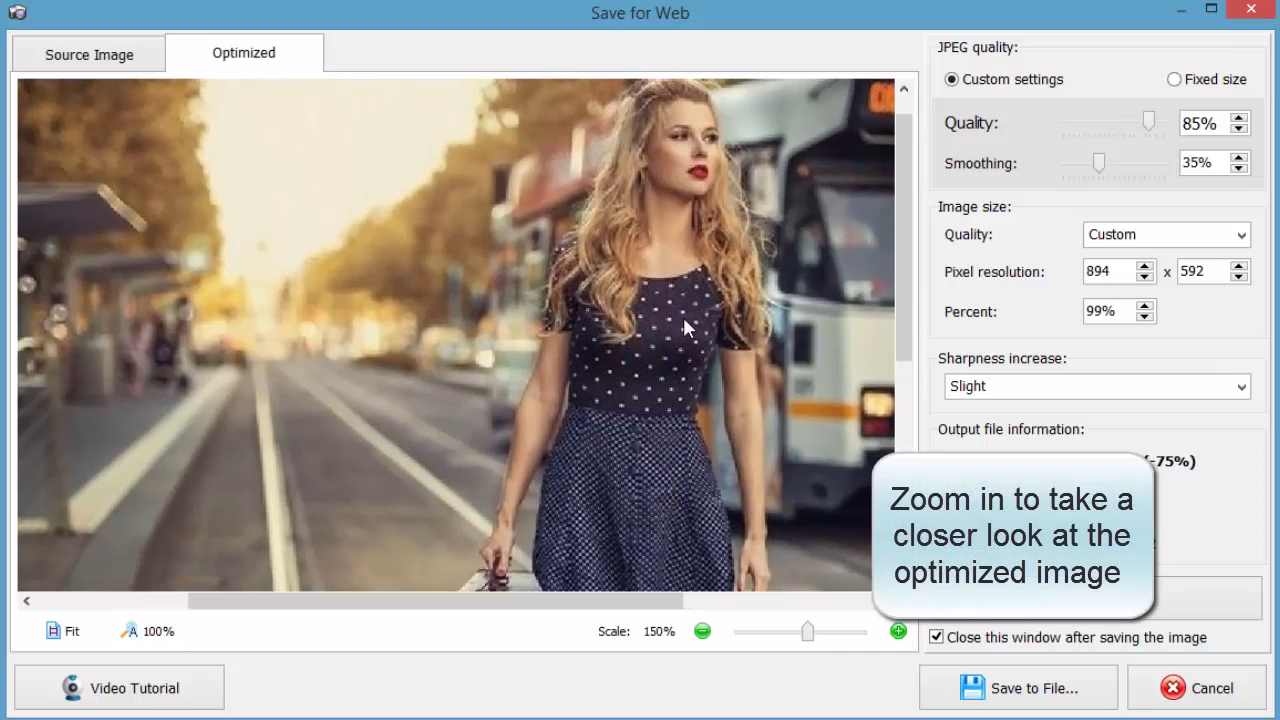 Save for Web
Source Image
Optimized
JPEG quality:
Custom settings
Fixed size
Quality:
85%
Smoothing:
35%
Image size:
Quality:
Custom
Pixel resolution:
894 x 592
Percent:
99%
Sharpness increase:
Slight
Output file information:
(-75%)
Zoom in to take a
closer look at the
optimized image
Fit
100%
Scale: 150%
Close this window after saving the image
Video Tutorial
Save to File...
Cancel